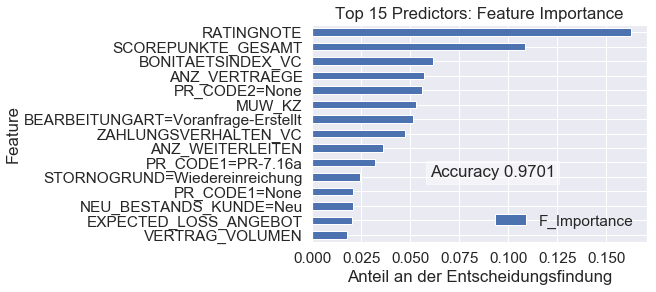 Top 15 Predictors: Feature Importance
Feature
RATINGNOTE
SCOREPUNKTE_GESAMT
BONITAETSINDEX_VC
ANZ_VERTRAEGE
PR_CODE2=None
MUW_KZ
BEARBEITUNGART=Voranfrage-Erstellt
ZAHLUNGSVERHALTEN_VC
ANZ_WEITERLEITEN
PR_CODE1=PR-7.16a
STORNOGRUND=Wiedereinreichung
PR_CODE1=None
NEU_BESTANDS_KUNDE=Neu
EXPECTED_LOSS_ANGEBOT
VERTRAG_VOLUMEN
Accuracy 0.9701
F_Importance
0.000 0.025 0.050 0.075 0.100 0.125 0.150
Anteil an der Entscheidungsfindung